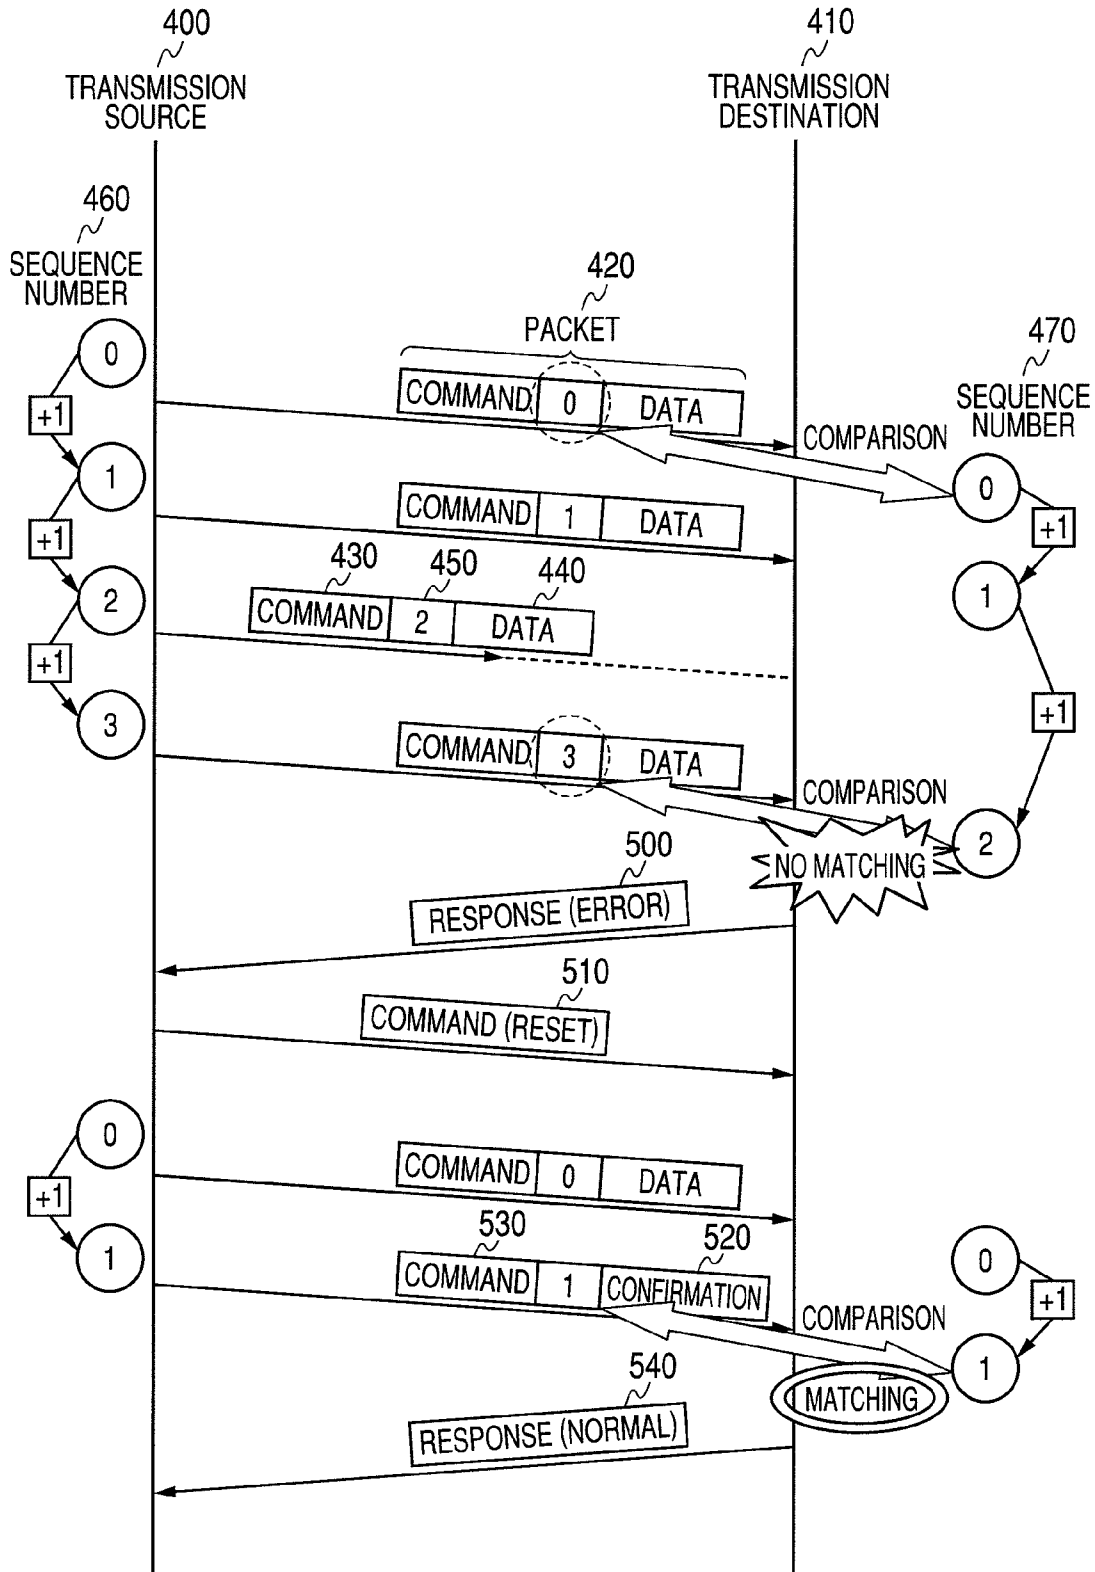 400
410
TRANSMISSION
SOURCE
TRANSMISSION
DESTINATION
460
SEQUENCE
NUMBER
420
PACKET
470
SEQUENCE
NUMBER
0
COMMAND 0 DATA
COMPARISON
+1
0
1
COMMAND 1 DATA
+1
+1
430 450 440
2
COMMAND 2 DATA
1
+1
3
COMMAND 3 DATA
+1
COMPARISON
2
NO MATCHING
500
RESPONSE (ERROR)
510
COMMAND (RESET)
0
COMMAND 0 DATA
+1
530 520
1
COMMAND 1 CONFIRMATION
0
+1
COMPARISON
1
MATCHING
540
RESPONSE (NORMAL)